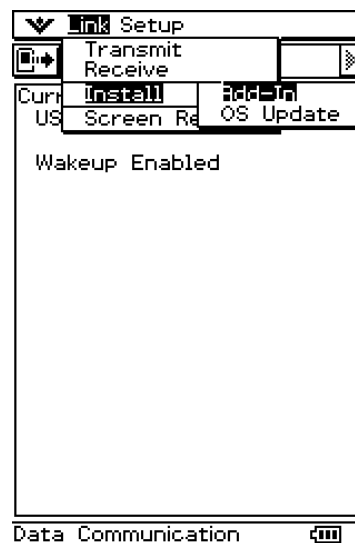 Link Setup
Transmit
Receive
Curr Install Add-In
US Screen Re OS Update
Wakeup Enabled
Data Communication